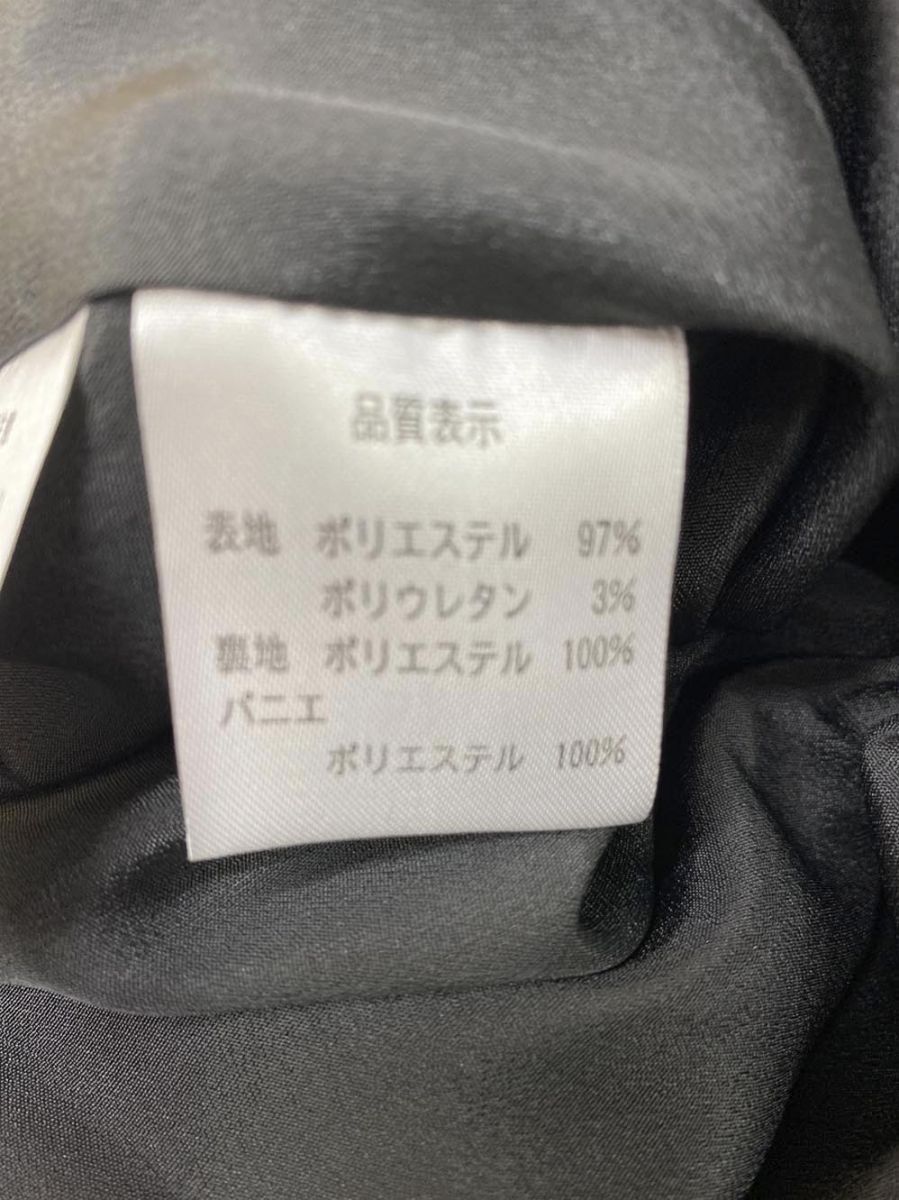 品質表示
表地 ポリエステル 97%
ポリウレタン 3%
裏地 ポリエステル 100%
パニエ
ポリエステル 100%